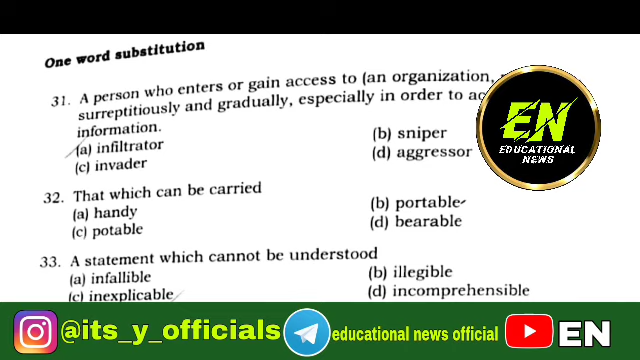 One word substitution
31. A person who enters or gain access to (an organization,
surreptitiously and gradually, especially in order to
information.
(a) infiltrator (b) sniper
(c) invader (d) aggressor
EN
EDUCATIONAL
NEWS
32. That which can be carried
(a) handy (b) portable
(c) potable (d) bearable
33. A statement which cannot be understood
(a) infallible (b) illegible
(c) inexplicable (d) incomprehensible
@its_y_officials educational news official EN